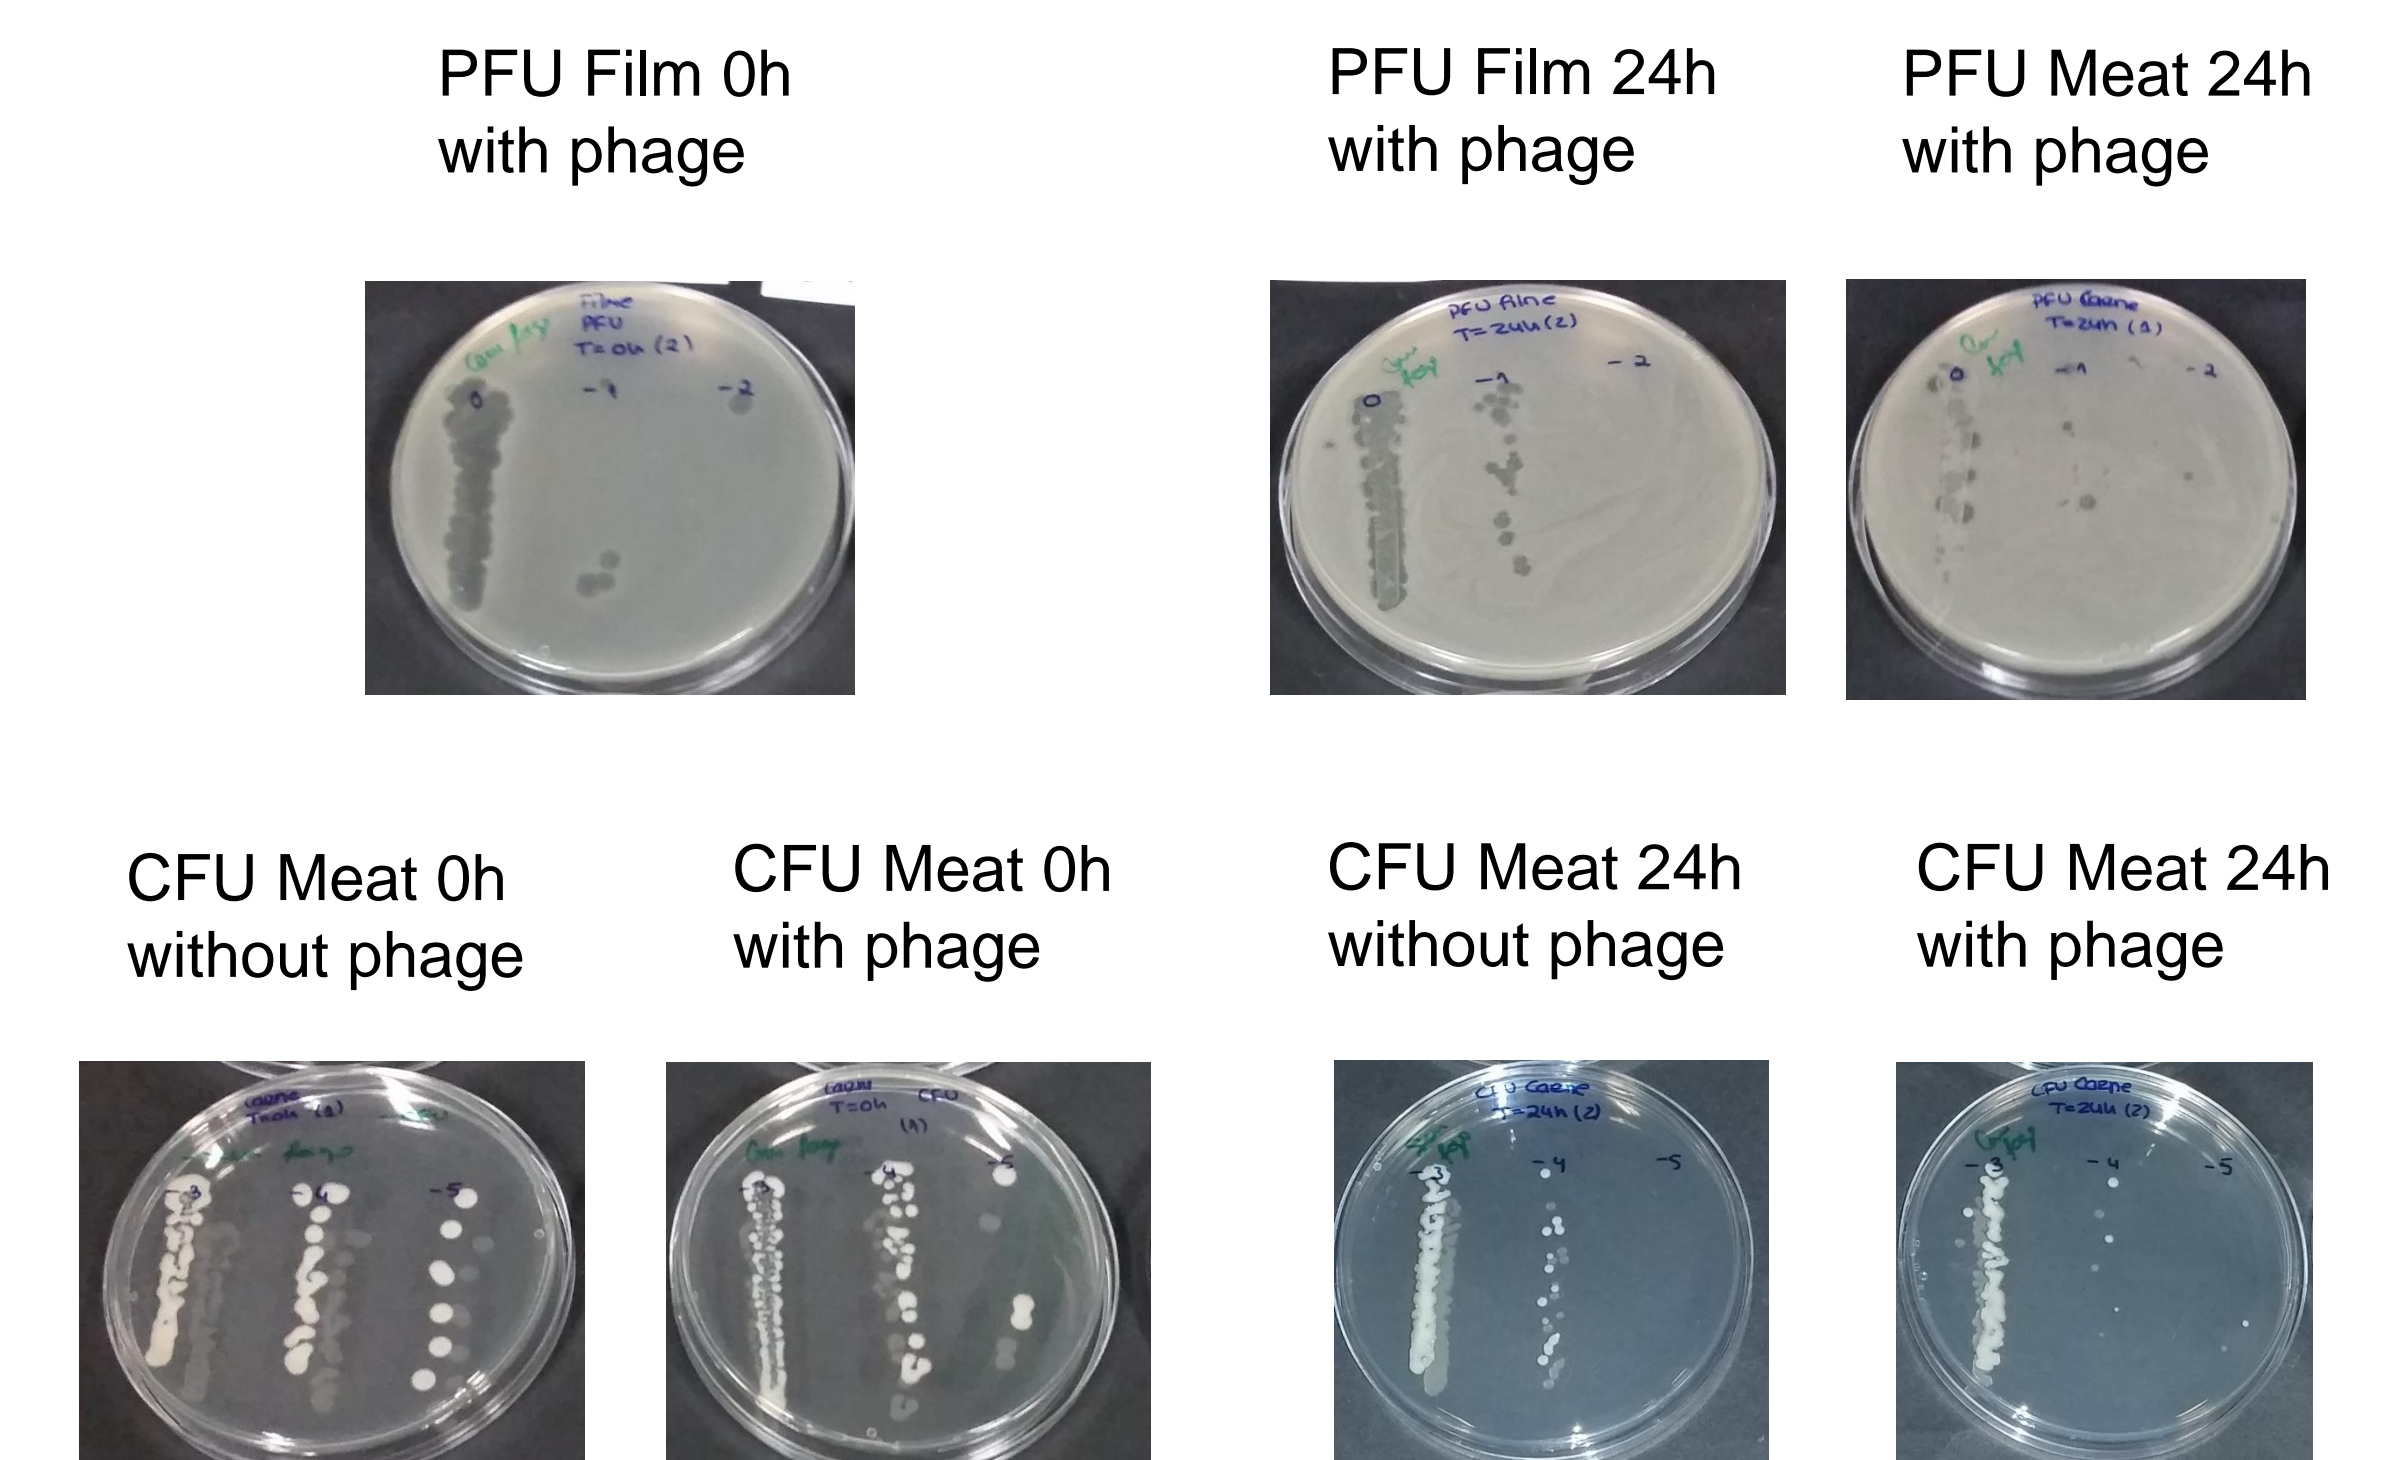 PFU Film 0h
with phage
PFU Film 24h
with phage
PFU Meat 24h
with phage
Filme
PFU
T=0h (2)
0
-1
-2
PFU Filme
T=24h (2)
0
-1
-2
PFU Carne
T=24h (1)
0
-1
-2
CFU Meat 0h
without phage
CFU Meat 0h
with phage
CFU Meat 24h
without phage
CFU Meat 24h
with phage
Carne
T=0h (1)
CFU
-3
-4
-5
T=0h
CFU
(1)
-3
-4
-5
CFU Carne
T=24h (2)
-3
-4
-5
CFU Carne
T=24h (2)
-3
-4
-5